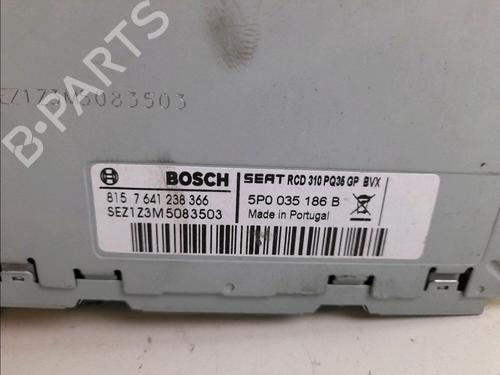 B-PARTS
SEZ1Z3M5083503
BOSCH
SEAT RCD 310 PQ35 GP BVX
815 7 641 238 366
5P0 035 186 B
SEZ1Z3M5083503
Made in Portugal